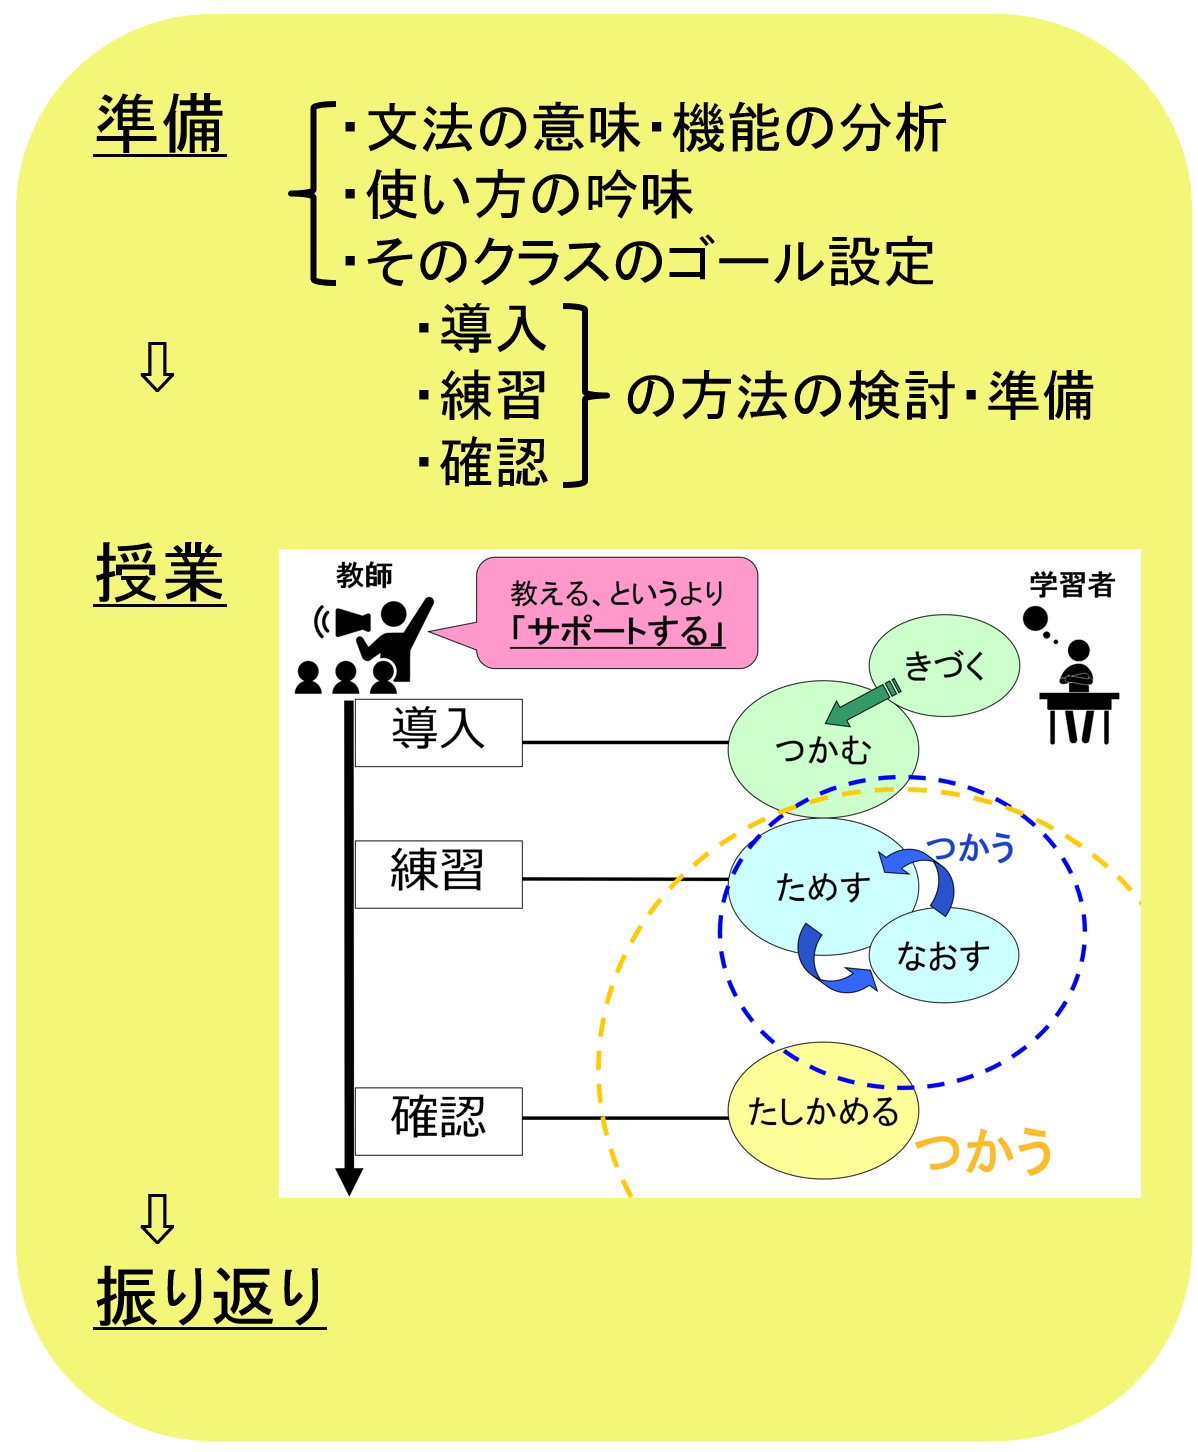 準備
・文法の意味・機能の分析
・使い方の吟味
・そのクラスのゴール設定
・導入
・練習
・確認
の方法の検討・準備
授業
教師
教える、というより
「サポートする」
学習者
きづく
導入
つかむ
練習
ためす
つかう
なおす
確認
たしかめる
つかう
振り返り